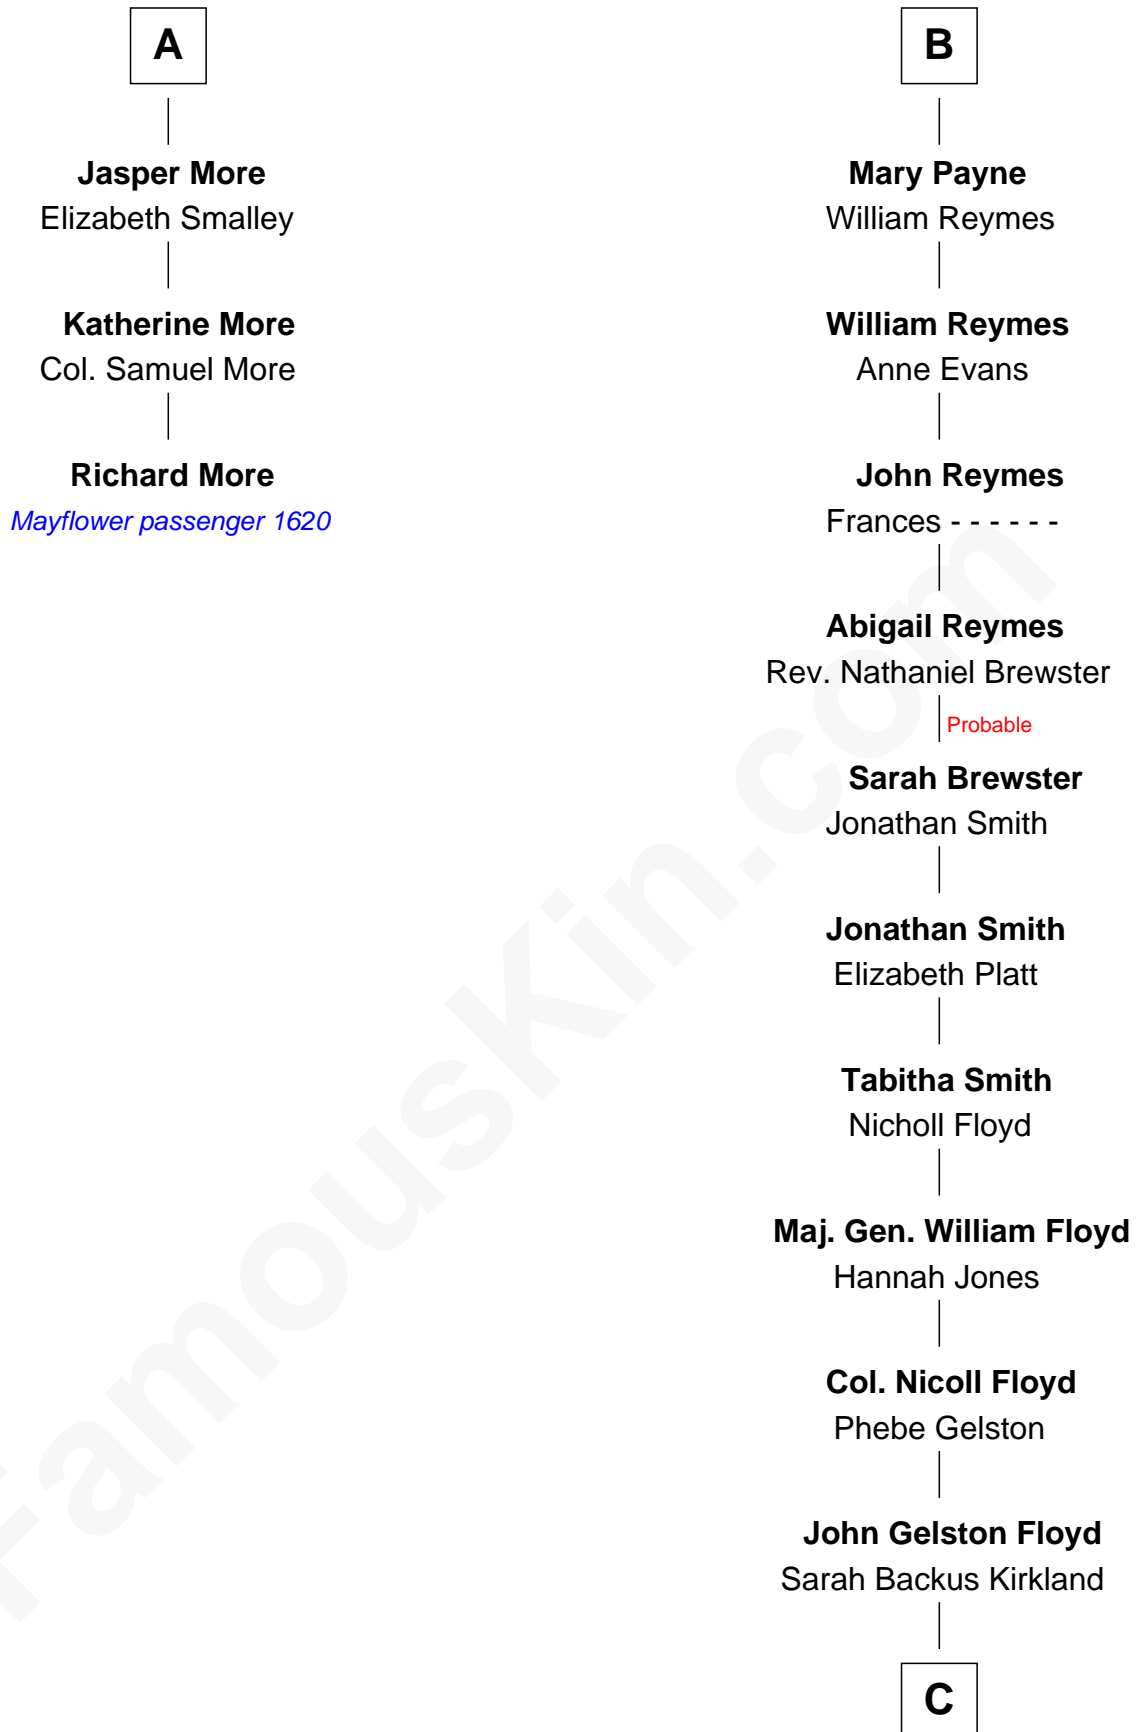 A
Jasper More
Elizabeth Smalley
Katherine More
Col. Samuel More
Richard More
Mayflower passenger 1620
B
Mary Payne
William Reymes
William Reymes
Anne Evans
John Reymes
Frances - - - - - -
Abigail Reymes
Rev. Nathaniel Brewster
Probable
Sarah Brewster
Jonathan Smith
Jonathan Smith
Elizabeth Platt
Tabitha Smith
Nicholl Floyd
Maj. Gen. William Floyd
Hannah Jones
Col. Nicoll Floyd
Phebe Gelston
John Gelston Floyd
Sarah Backus Kirkland
C
FamousKin.com